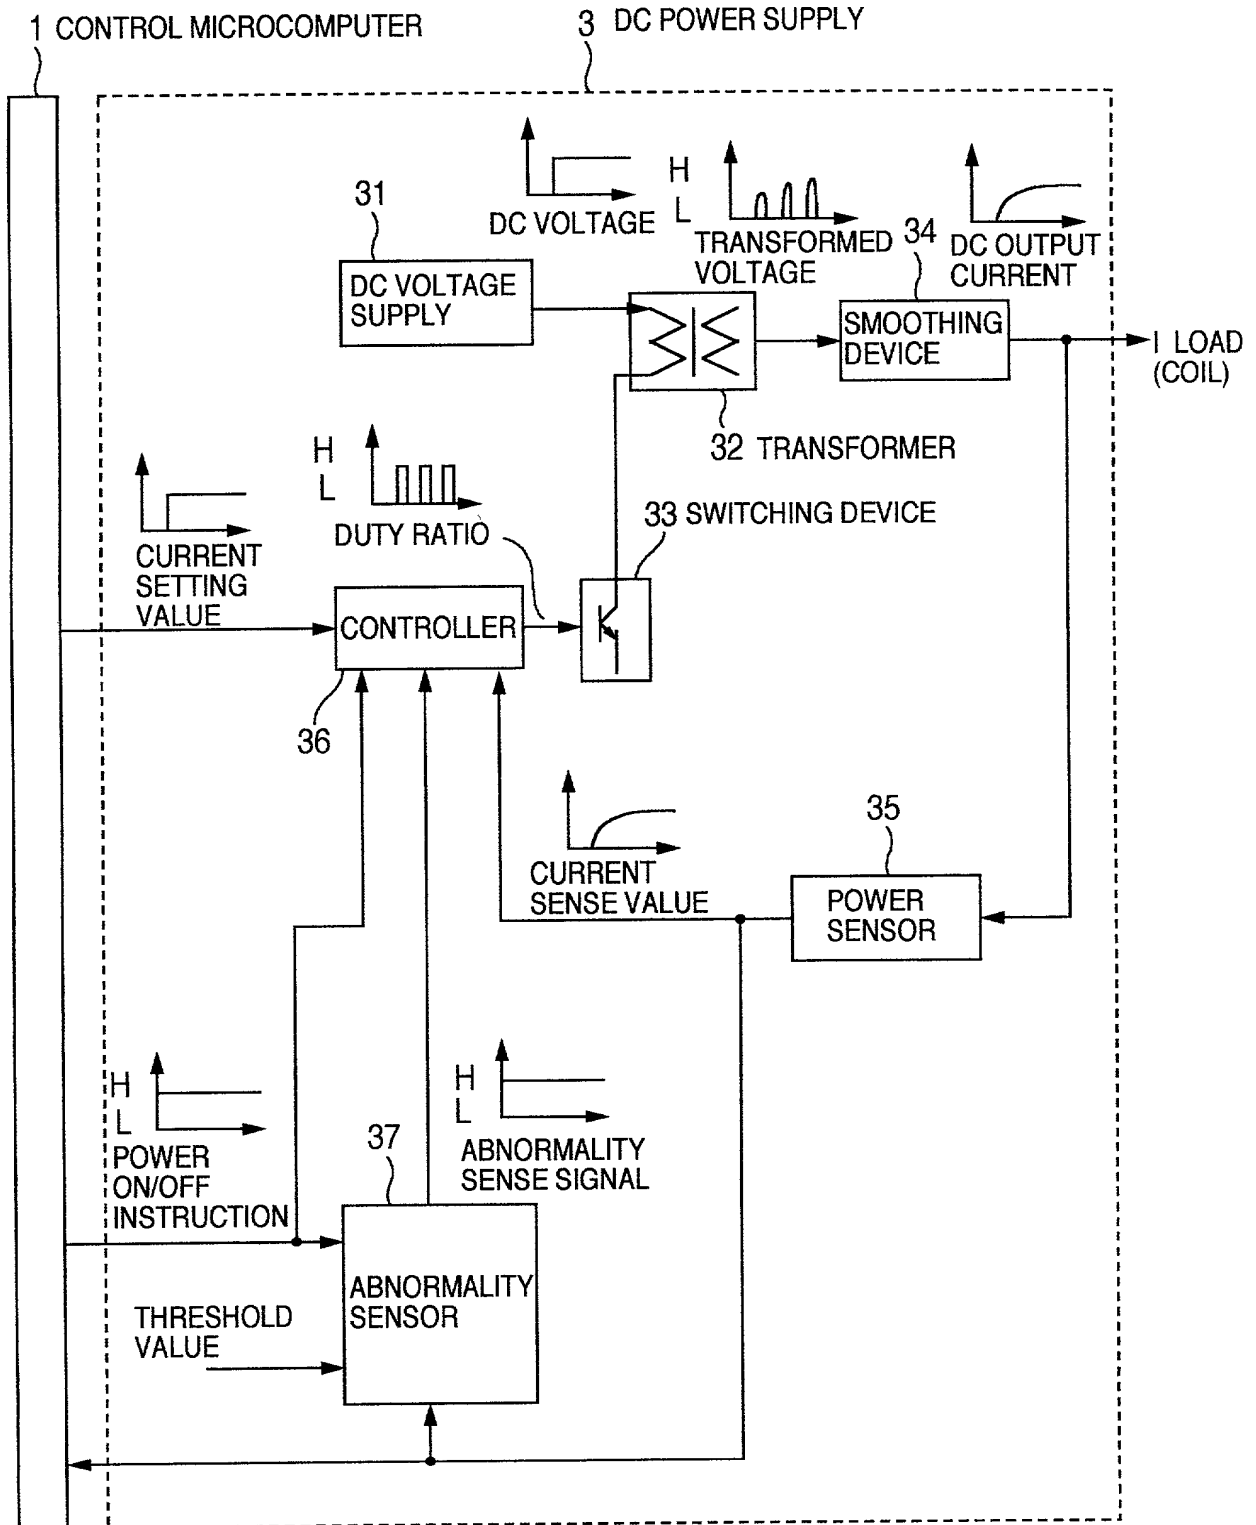 1 CONTROL MICROCOMPUTER
3 DC POWER SUPPLY
DC VOLTAGE
H
L
TRANSFORMED
VOLTAGE
DC OUTPUT
CURRENT
31
DC VOLTAGE
SUPPLY
34
SMOOTHING
DEVICE
I LOAD
(COIL)
32 TRANSFORMER
H
L
DUTY RATIO
33 SWITCHING DEVICE
CURRENT
SETTING
VALUE
CONTROLLER
36
CURRENT
SENSE VALUE
35
POWER
SENSOR
H
L
POWER
ON/OFF
INSTRUCTION
H
L
ABNORMALITY
SENSE SIGNAL
37
ABNORMALITY
SENSOR
THRESHOLD
VALUE